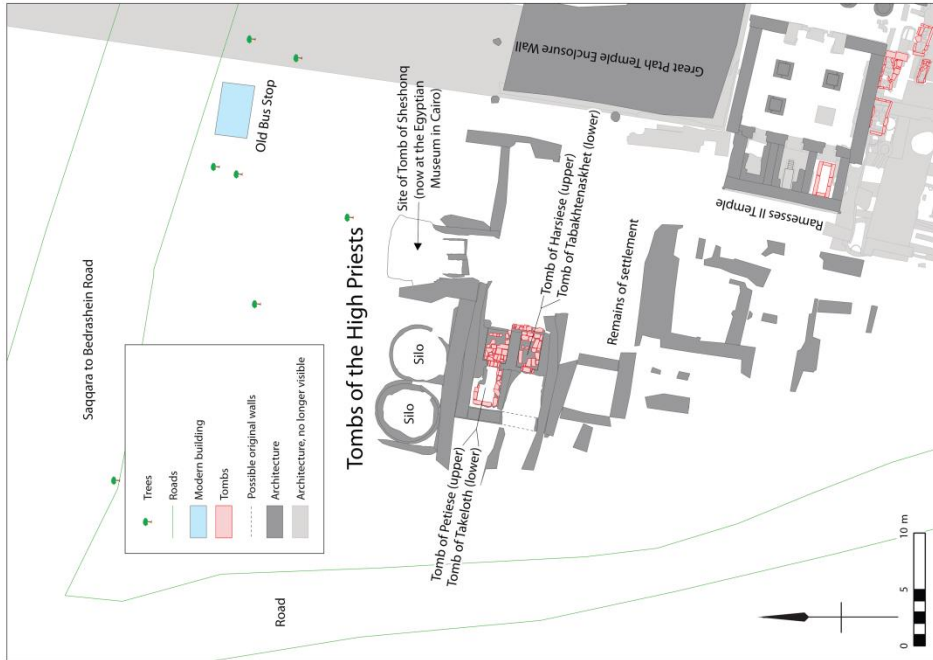 Saqqara to Bedrashein Road
Old Bus Stop
Great Ptah Temple Enclosure Wall
Site of Tomb of Sheshonq
(now at the Egyptian
Museum in Cairo)
Tombs of the High Priests
Silo
Silo
Tomb of Harsiese (upper)
Tomb of Tabakhtenaskhet (lower)
Ramesses II Temple
Remains of settlement
Tomb of Petiese (upper)
Tomb of Takeloth (lower)
Road
Trees
Roads
Modern building
Tombs
Possible original walls
Architecture
Architecture, no longer visible
0 5 10 m